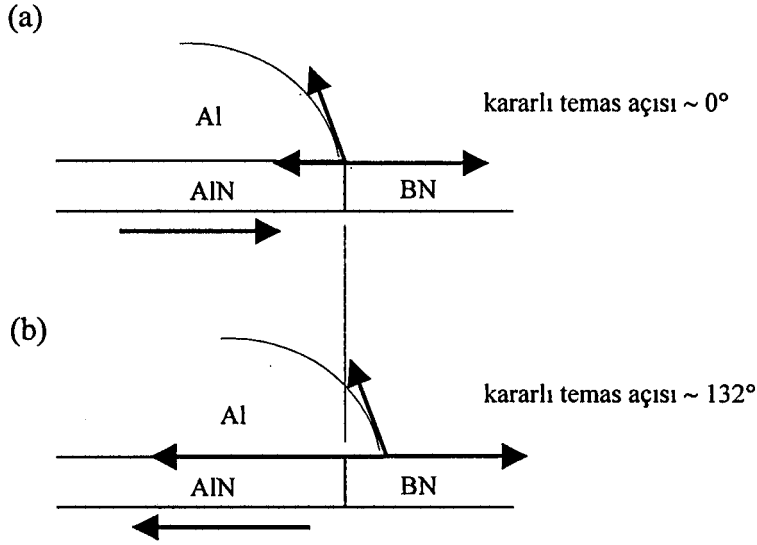 (a)
Al
kararlı temas açısı ~ 0°
AlN
BN
(b)
Al
kararlı temas açısı ~ 132°
AlN
BN